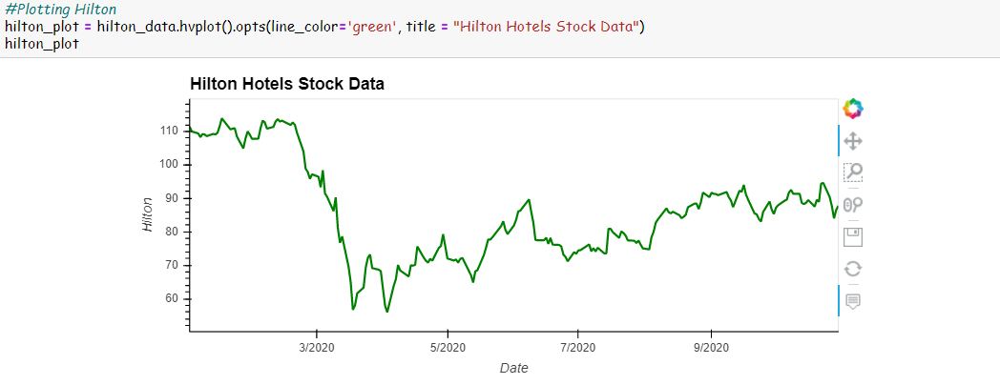 #Plotting Hilton
hilton_plot = hilton_data.hvplot().opts(line_color='green', title = "Hilton Hotels Stock Data")
hilton_plot
Hilton Hotels Stock Data
110
100
90
80
70
60
Hilton
3/2020
5/2020
7/2020
9/2020
Date